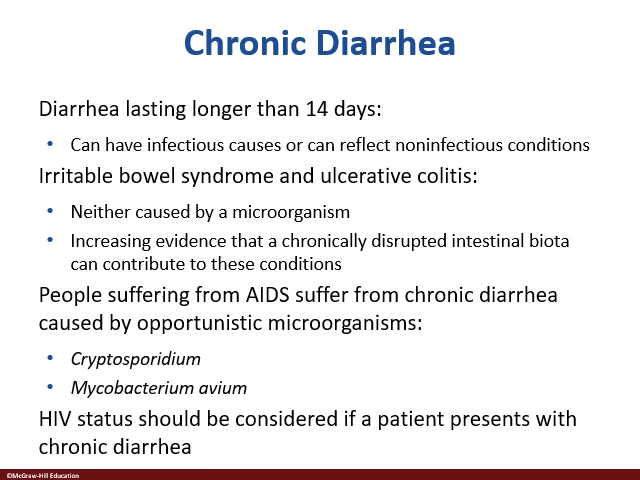 Chronic Diarrhea
Diarrhea lasting longer than 14 days:
• Can have infectious causes or can reflect noninfectious conditions
Irritable bowel syndrome and ulcerative colitis:
• Neither caused by a microorganism
• Increasing evidence that a chronically disrupted intestinal biota
can contribute to these conditions
People suffering from AIDS suffer from chronic diarrhea
caused by opportunistic microorganisms:
• Cryptosporidium
• Mycobacterium avium
HIV status should be considered if a patient presents with
chronic diarrhea
©McGraw-Hill Education